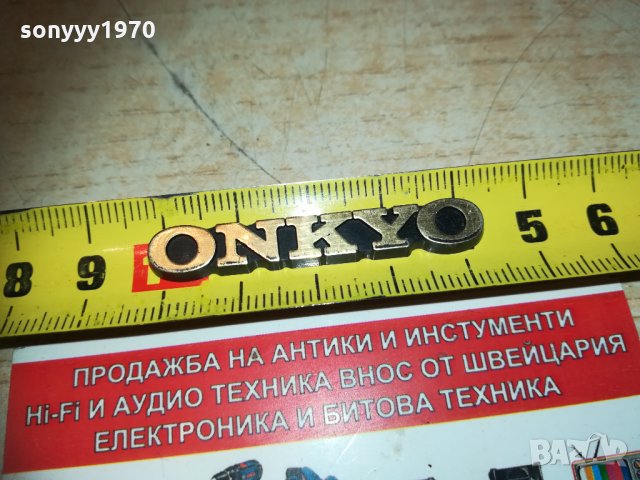 sonyyy1970
8 9 5 6
ONKYO
ПРОДАЖБА НА АНТИКИ И ИНСТУМЕНТИ
Hi-Fi И АУДИО ТЕХНИКА ВНОС ОТ ШВЕЙЦАРИЯ
ЕЛЕКТРОНИКА И БИТОВА ТЕХНИКА
BAZAR